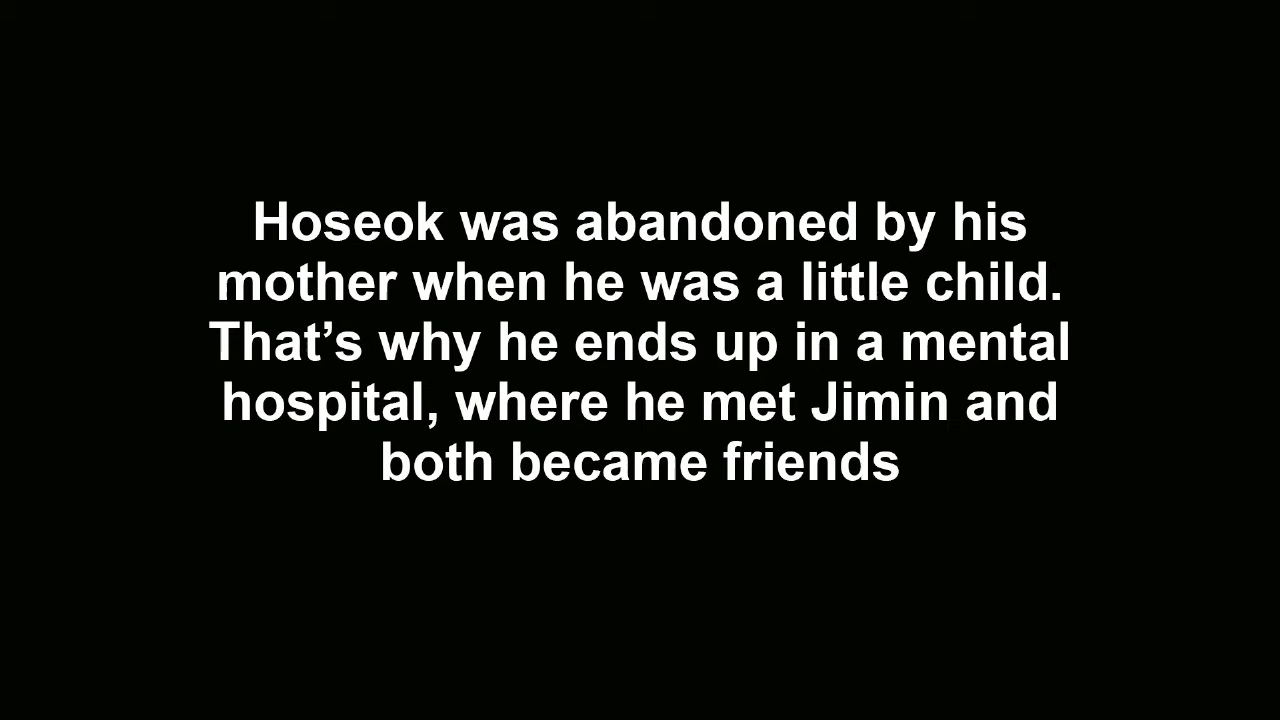 Hoseok was abandoned by his
mother when he was a little child.
That’s why he ends up in a mental
hospital, where he met Jimin and
both became friends